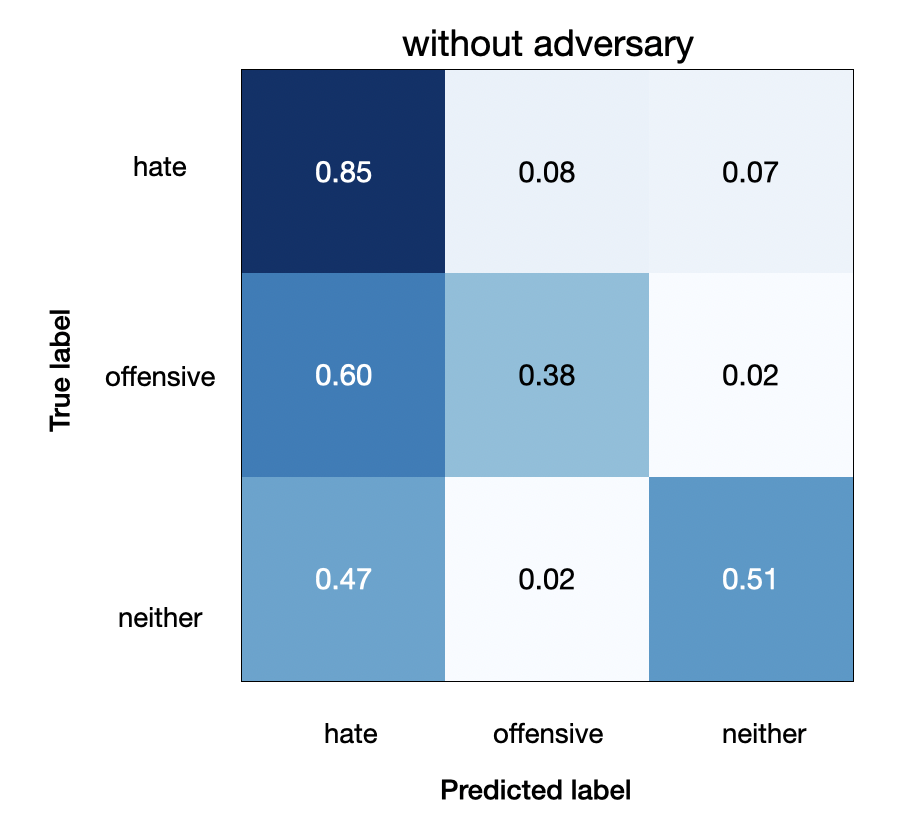 without adversary
hate
0.85 0.08 0.07
True label
offensive
0.60 0.38 0.02
neither
0.47 0.02 0.51
hate offensive neither
Predicted label